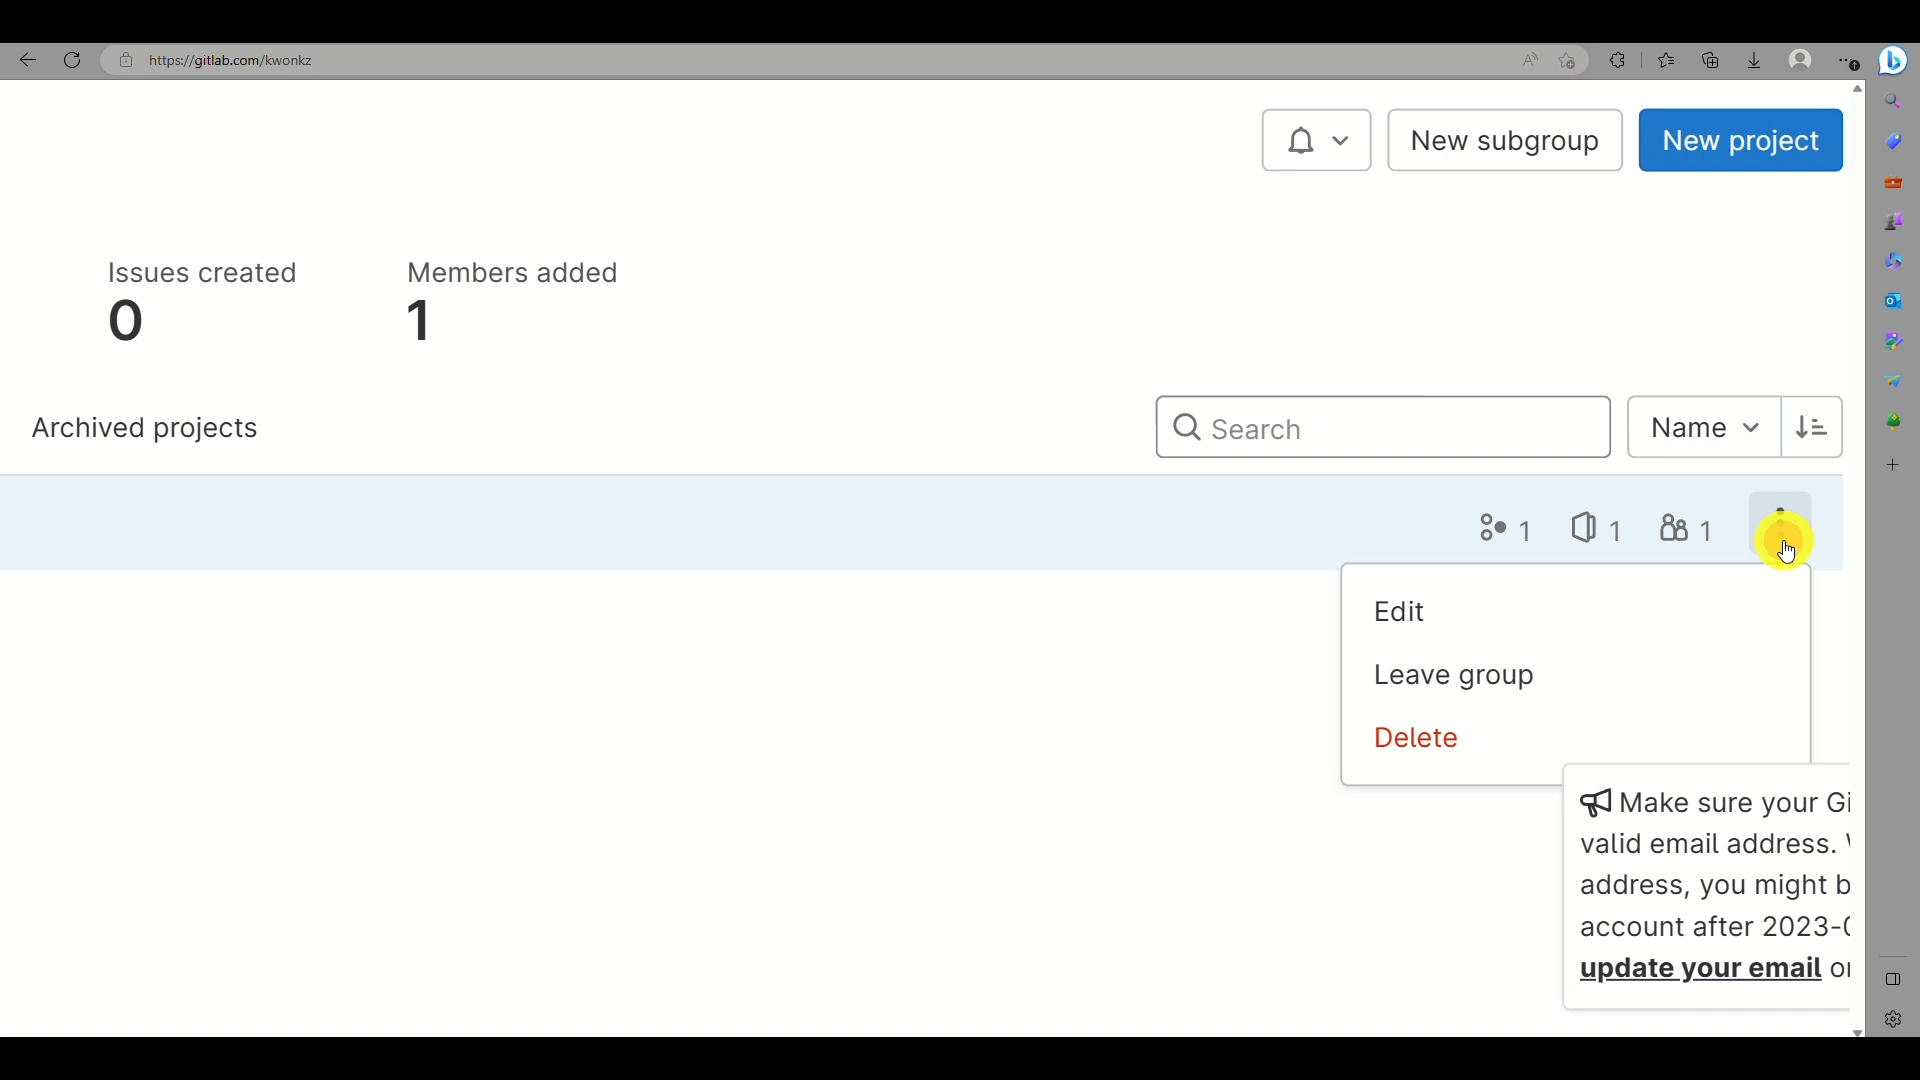 https://gitlab.com/kwonkz
New subgroup
New project
Issues created
0
Members added
1
Archived projects
Search
Name
1
1
1
Edit
Leave group
Delete
Make sure your Gi
valid email address.
address, you might b
account after 2023-0
update your email or